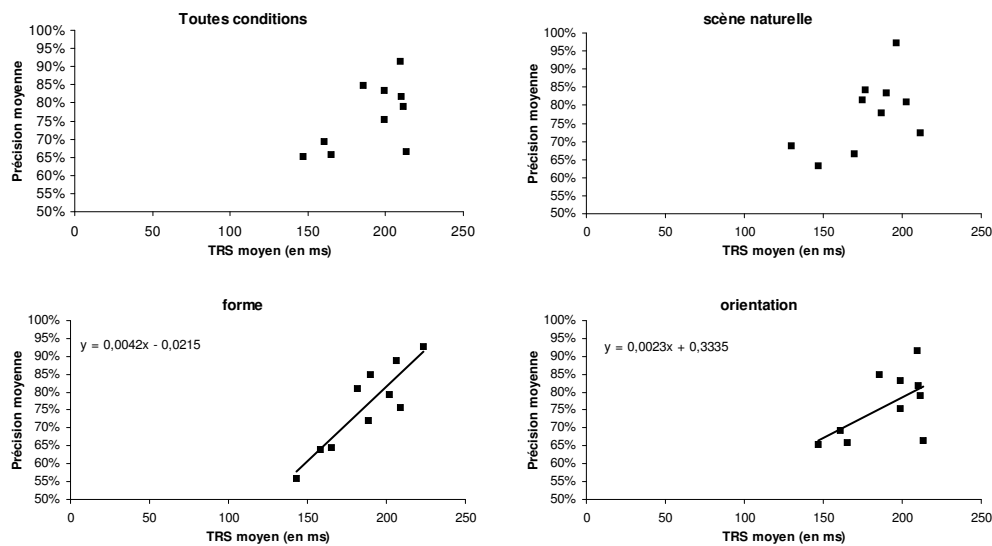 Toutes conditions
100%
95%
90%
85%
80%
75%
70%
65%
60%
55%
50%
Précision moyenne
0 50 100 150 200 250
TRS moyen (en ms)
scène naturelle
100%
95%
90%
85%
80%
75%
70%
65%
60%
55%
50%
Précision moyenne
0 50 100 150 200 250
TRS moyen (en ms)
forme
100%
95%
90%
85%
80%
75%
70%
65%
60%
55%
50%
Précision moyenne
y = 0,0042x - 0,0215
0 50 100 150 200 250
TRS moyen (en ms)
orientation
100%
95%
90%
85%
80%
75%
70%
65%
60%
55%
50%
Précision moyenne
y = 0,0023x + 0,3335
0 50 100 150 200 250
TRS moyen (en ms)